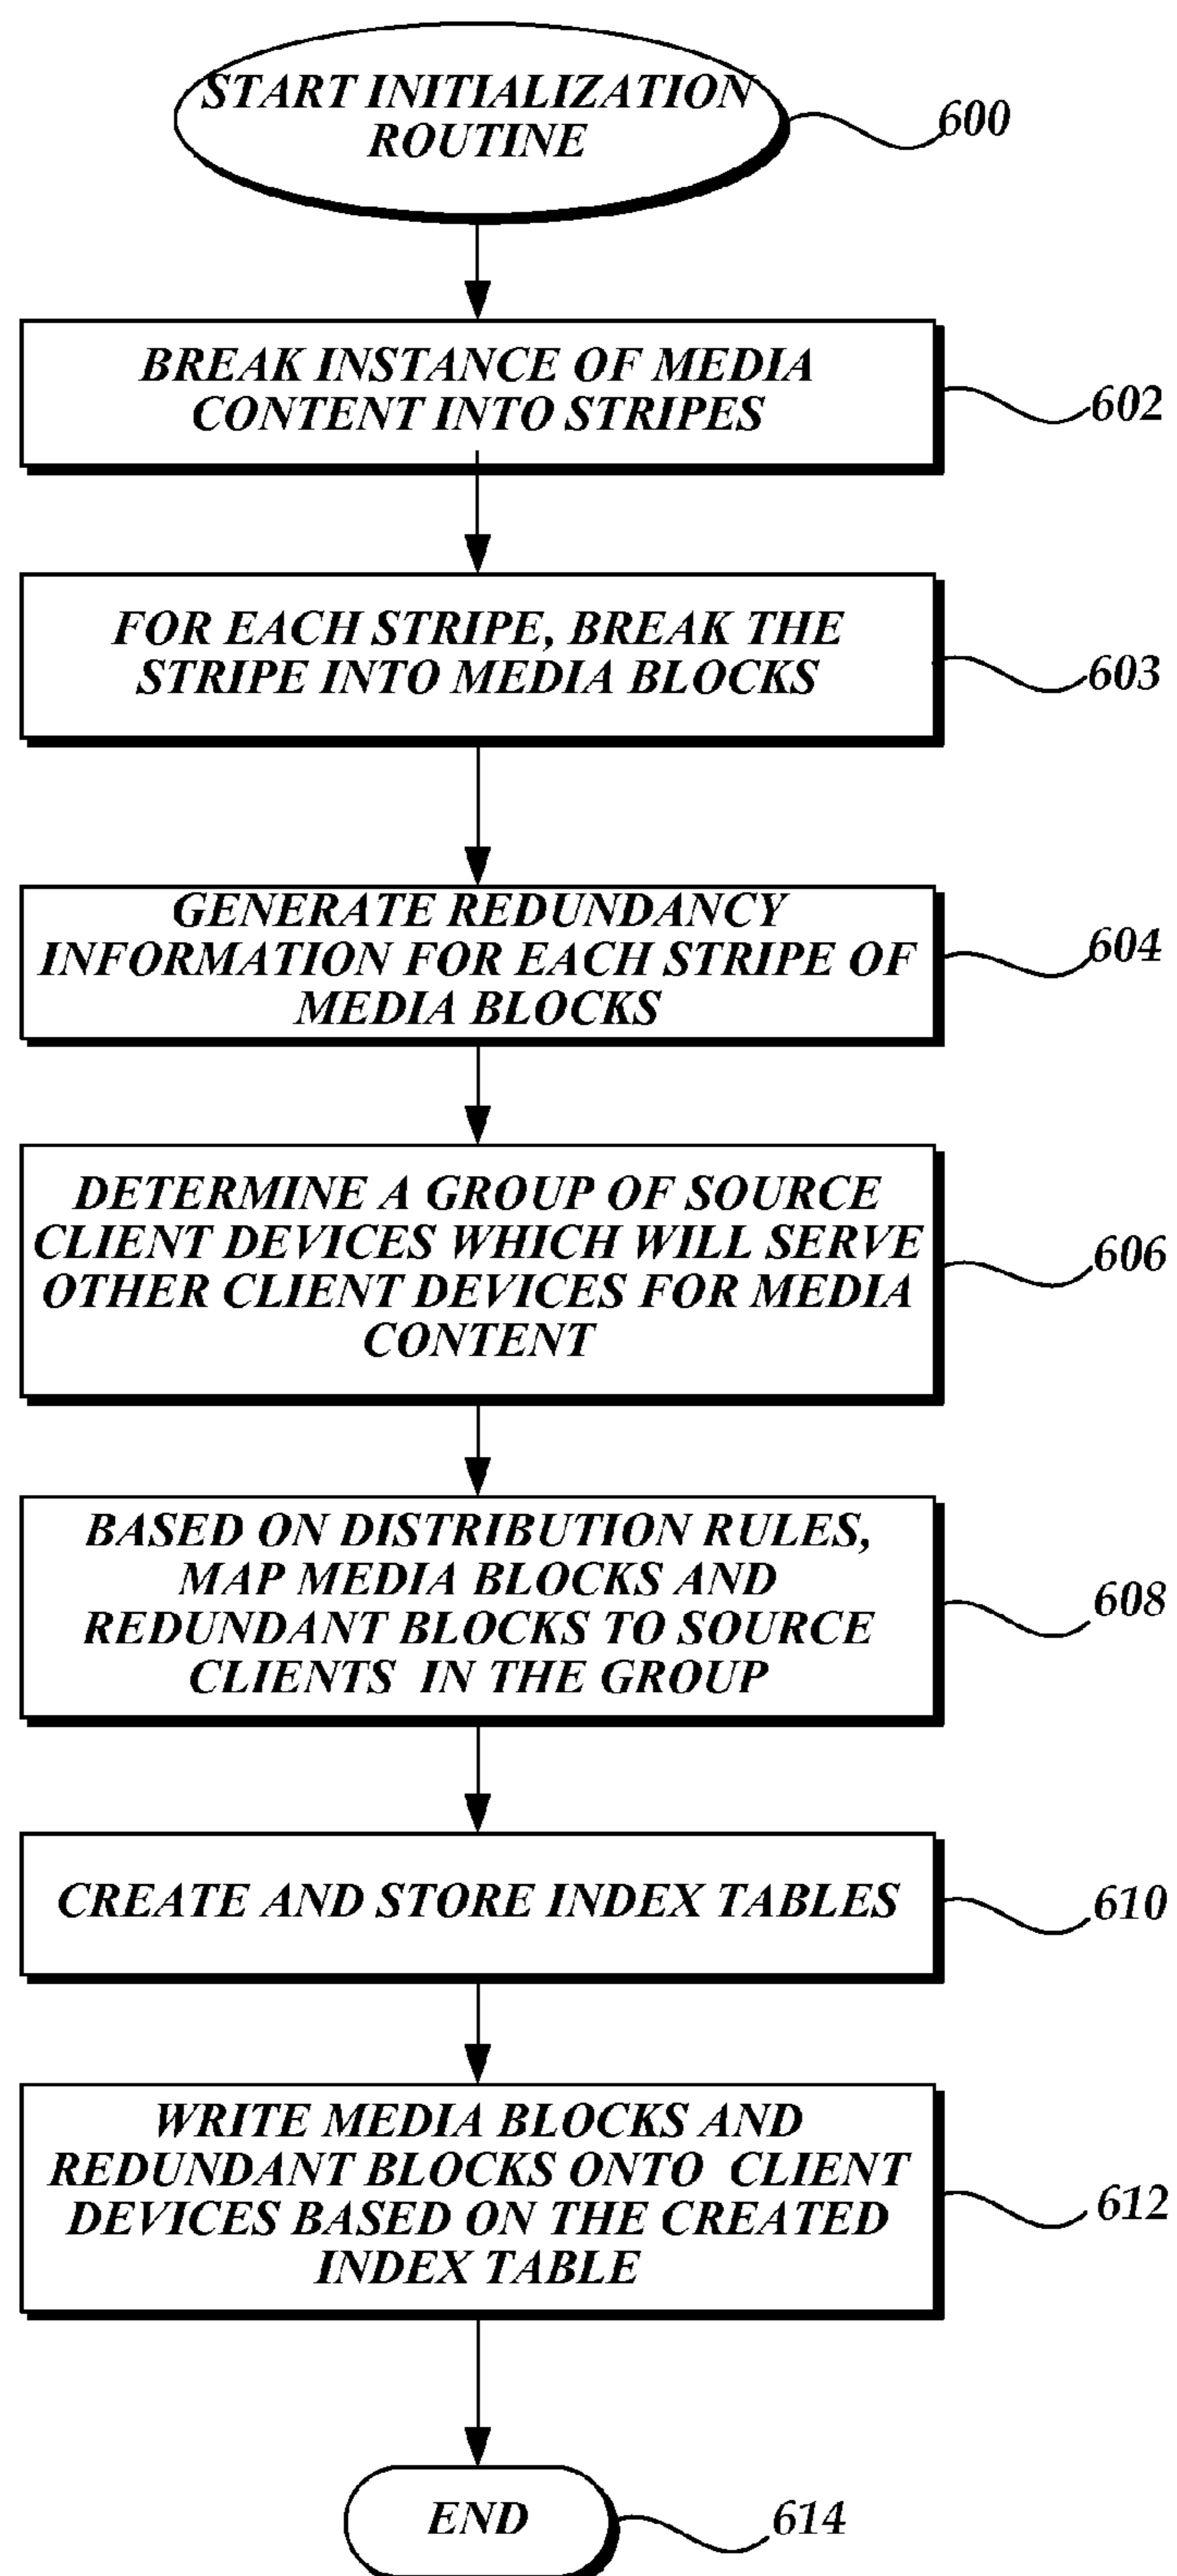 START INITIALIZATION
ROUTINE
600
BREAK INSTANCE OF MEDIA
CONTENT INTO STRIPES
602
FOR EACH STRIPE, BREAK THE
STRIPE INTO MEDIA BLOCKS
603
GENERATE REDUNDANCY
INFORMATION FOR EACH STRIPE OF
MEDIA BLOCKS
604
DETERMINE A GROUP OF SOURCE
CLIENT DEVICES WHICH WILL SERVE
OTHER CLIENT DEVICES FOR MEDIA
CONTENT
606
BASED ON DISTRIBUTION RULES,
MAP MEDIA BLOCKS AND
REDUNDANT BLOCKS TO SOURCE
CLIENTS IN THE GROUP
608
CREATE AND STORE INDEX TABLES
610
WRITE MEDIA BLOCKS AND
REDUNDANT BLOCKS ONTO CLIENT
DEVICES BASED ON THE CREATED
INDEX TABLE
612
END
614